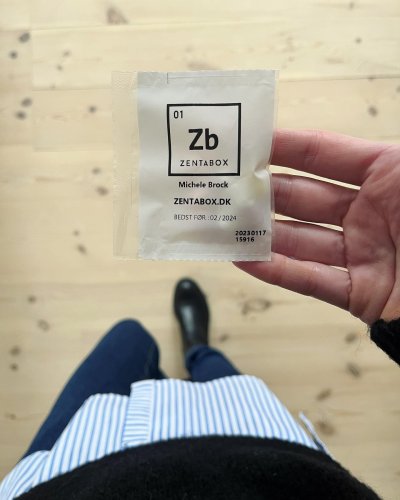 01
Zb
ZENTABOX
Michele Brock
ZENTABOX.DK
BEDST FØR : 02 / 2024
20230117
15916